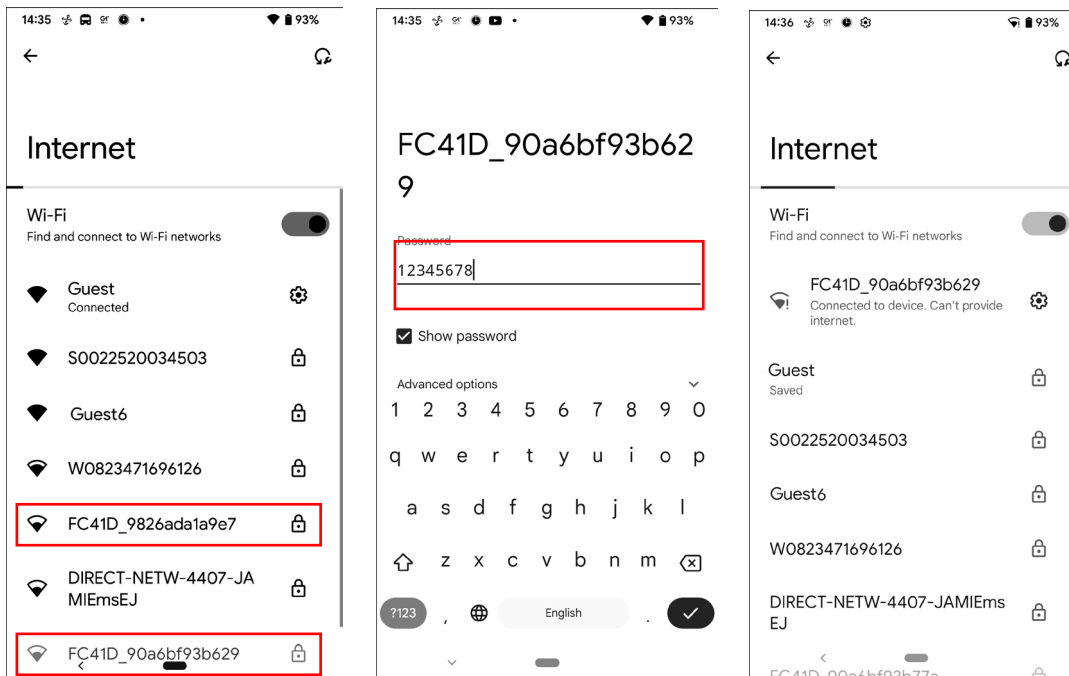 14:35
93%
Internet
Wi-Fi
Find and connect to Wi-Fi networks
Guest
Connected
S0022520034503
Guest6
W0823471696126
FC41D_9826ada1a9e7
DIRECT-NETW-4407-JA
MIEmsEJ
FC41D_90a6bf93b629
14:35
93%
FC41D_90a6bf93b62
9
Password
12345678
Show password
Advanced options
1 2 3 4 5 6 7 8 9 0
q w e r t y u i o p
a s d f g h j k l
z x c v b n m
?123 , English .
14:36
93%
Internet
Wi-Fi
Find and connect to Wi-Fi networks
FC41D_90a6bf93b629
Connected to device. Can't provide
internet.
Guest
Saved
S0022520034503
Guest6
W0823471696126
DIRECT-NETW-4407-JAMIEms
EJ
FC41D_90a6bf93b77a